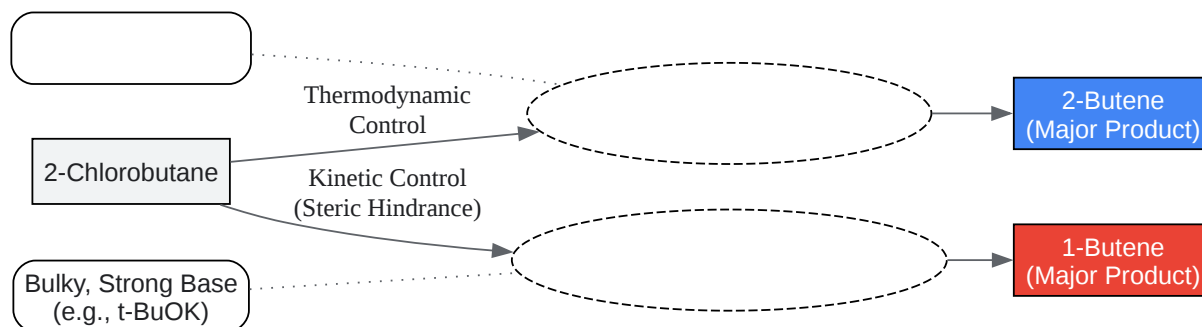 Thermodynamic
Control
2-Butene
(Major Product)
2-Chlorobutane
Kinetic Control
(Steric Hindrance)
1-Butene
(Major Product)
Bulky, Strong Base
(e.g., t-BuOK)